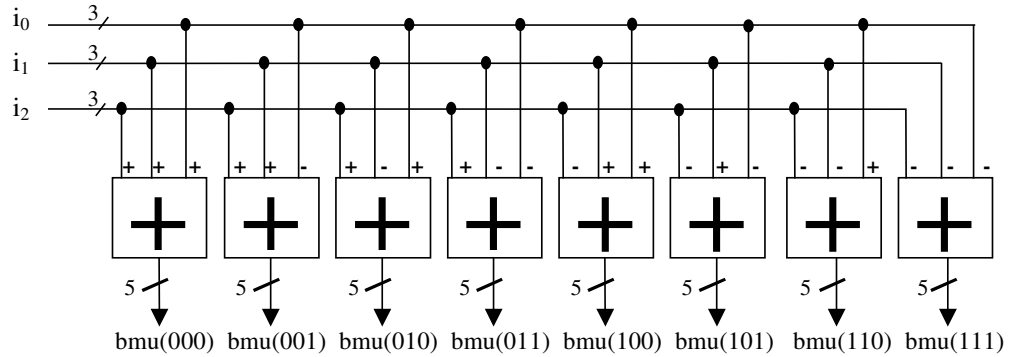 i0 3
i1 3
i2 3
+ + + + + - + - + + - - - + + - + - - - + - - -
+ + + + + + + +
5 5 5 5 5 5 5 5
bmu(000) bmu(001) bmu(010) bmu(011) bmu(100) bmu(101) bmu(110) bmu(111)